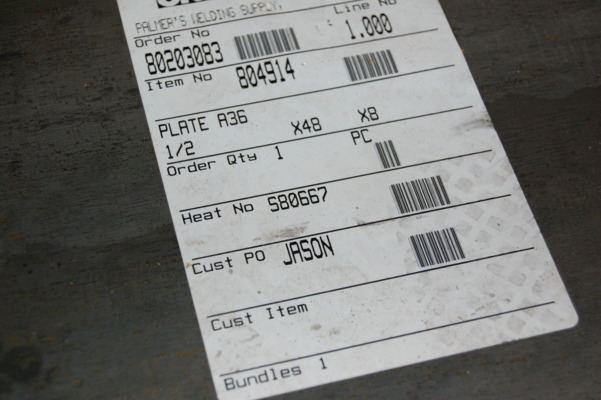 PALMER'S WELDING SUPPLY,
Order No Line No
80203083 1.000
Item No 804914
PLATE A36
1/2 X48 X8
Order Qty 1 PC
Heat No S80667
Cust PO JASON
Cust Item
Bundles 1